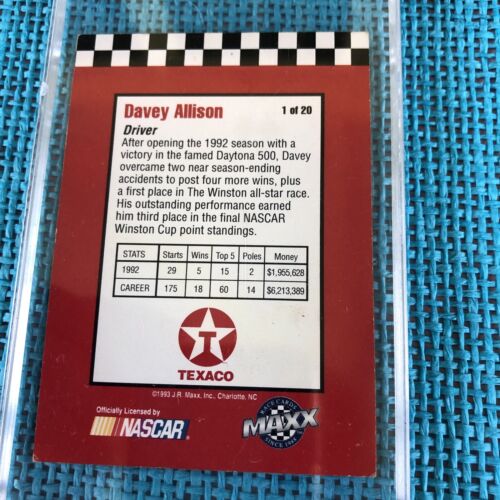 Davey Allison 1 of 20
Driver
After opening the 1992 season with a
victory in the famed Daytona 500, Davey
overcame two near season-ending
accidents to post four more wins, plus
a first place in The Winston all-star race.
His outstanding performance earned
him third place in the final NASCAR
Winston Cup point standings.
STATS Starts Wins Top 5 Poles Money
1992 29 5 15 2 $1,955,628
CAREER 175 18 60 14 $6,213,389
T
TEXACO
©1993 J.R. Maxx, Inc., Charlotte, NC
Officially Licensed by
NASCAR
RACE CARDS
MAXX
SINCE 1988